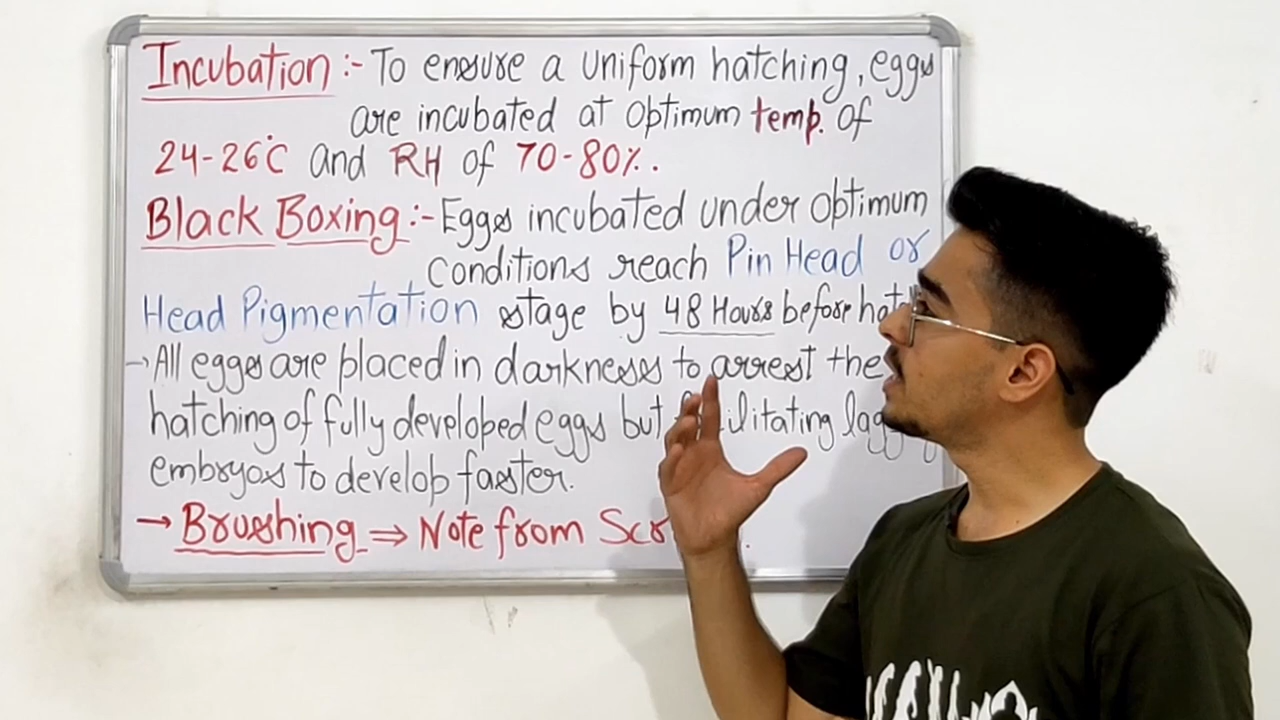 Incubation :- To ensure a uniform hatching, eggs
are incubated at optimum temp. of
24-26°C and RH of 70-80%.
Black Boxing :- Eggs incubated under optimum
conditions reach Pin Head or
Head Pigmentation stage by 48 Hours before
→ All eggs are placed in darkness to arrest the
hatching of fully developed eggs but
embryos to develop faster.
→ Brushing ⇒ Note from